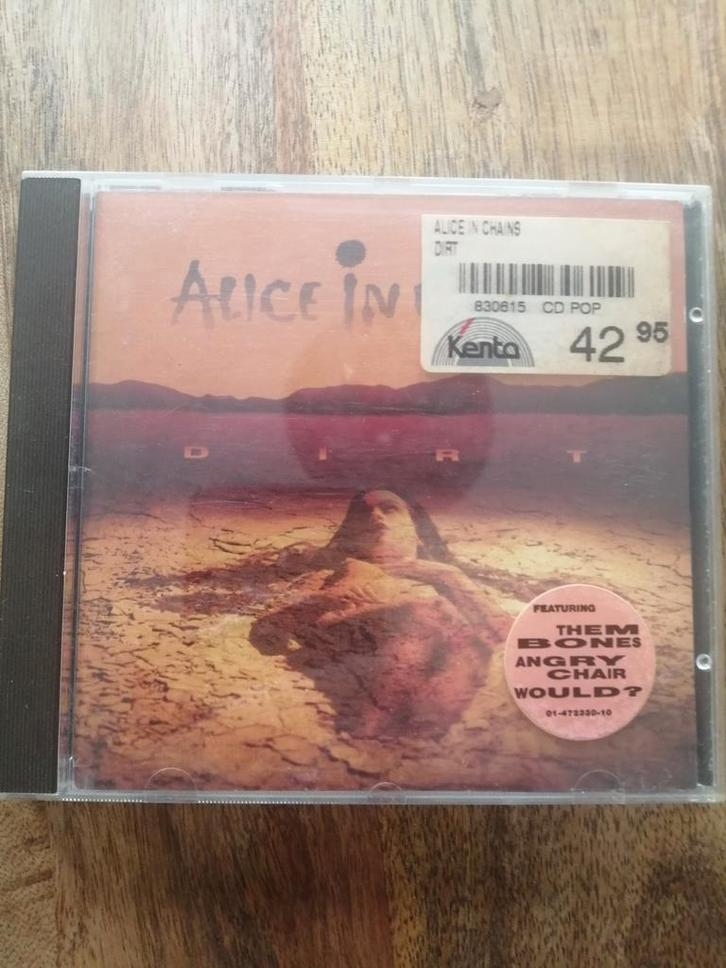 ALICE IN CHAINS
DIRT
830615 CD POP
Kenta 42 95
ALICE IN
D I R T
FEATURING
THEM
BONES
ANGRY
CHAIR
WOULD?
01-472330-10